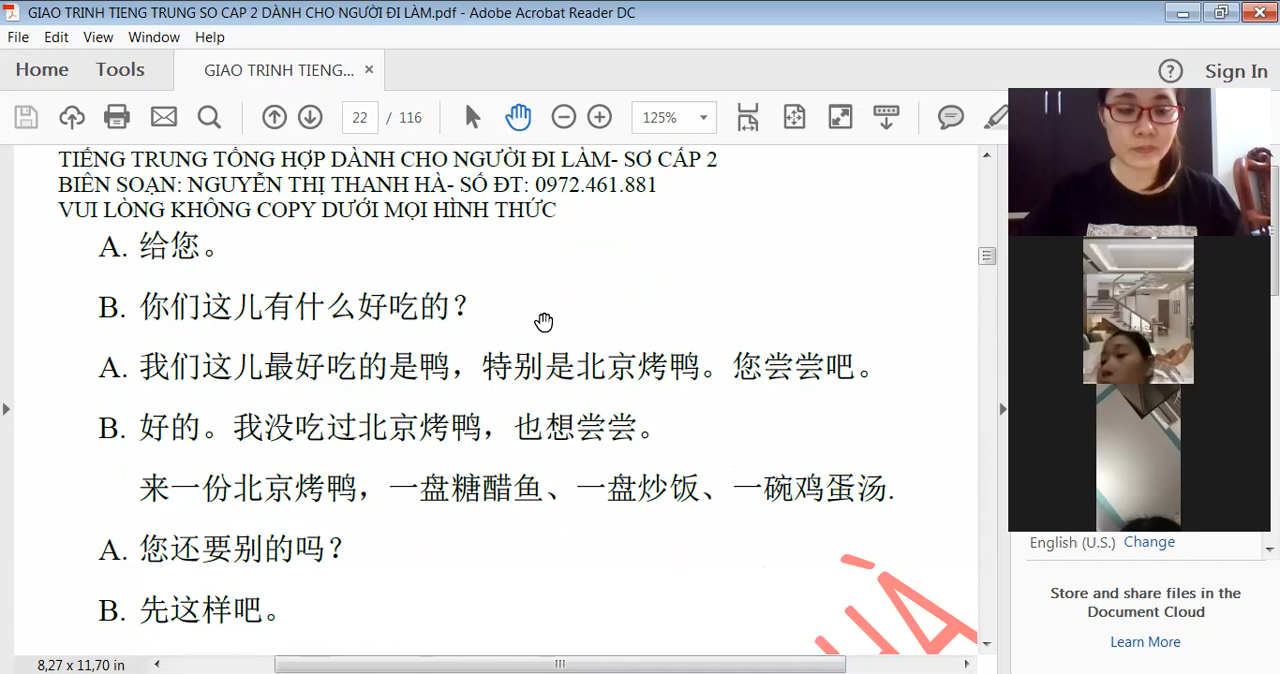 GIAO TRINH TIENG TRUNG SO CAP 2 DÀNH CHO NGƯỜI ĐI LÀM.pdf - Adobe Acrobat Reader DC
File Edit View Window Help
Home Tools GIAO TRINH TIENG... × ? Sign In
22 / 116 125%
TIẾNG TRUNG TỔNG HỢP DÀNH CHO NGƯỜI ĐI LÀM- SƠ CẤP 2
BIÊN SOẠN: NGUYỄN THỊ THANH HÀ- SỐ ĐT: 0972.461.881
VUI LÒNG KHÔNG COPY DƯỚI MỌI HÌNH THỨC
A. 给您。
B. 你们这儿有什么好吃的?
A. 我们这儿最好吃的是鸭，特别是北京烤鸭。您尝尝吧。
B. 好的。我没吃过北京烤鸭，也想尝尝。
来一份北京烤鸭，一盘糖醋鱼、一盘炒饭、一碗鸡蛋汤.
A. 您还要别的吗?
B. 先这样吧。
8,27 x 11,70 in
English (U.S.) Change
Store and share files in the
Document Cloud
Learn More